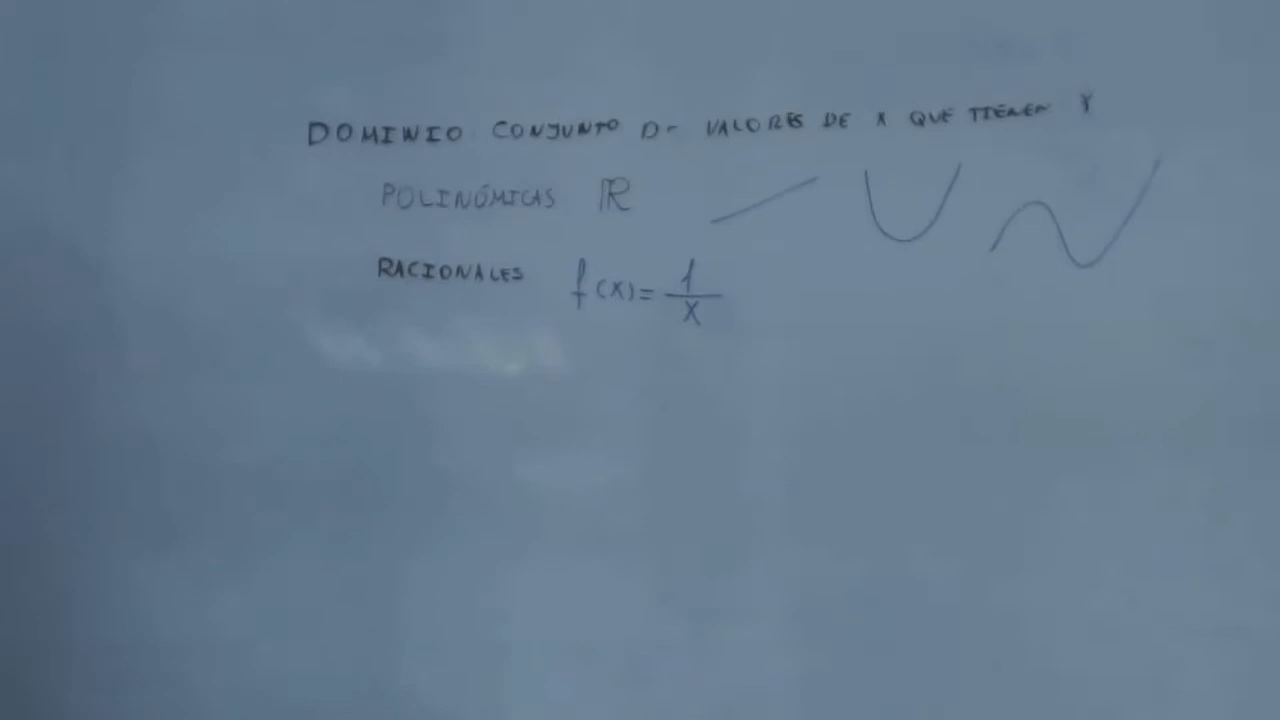 DOMINIO CONJUNTO D- VALORES DE X QUE TIENEN Y
POLINÓMICAS ℝ
RACIONALES f(x)= 1/x